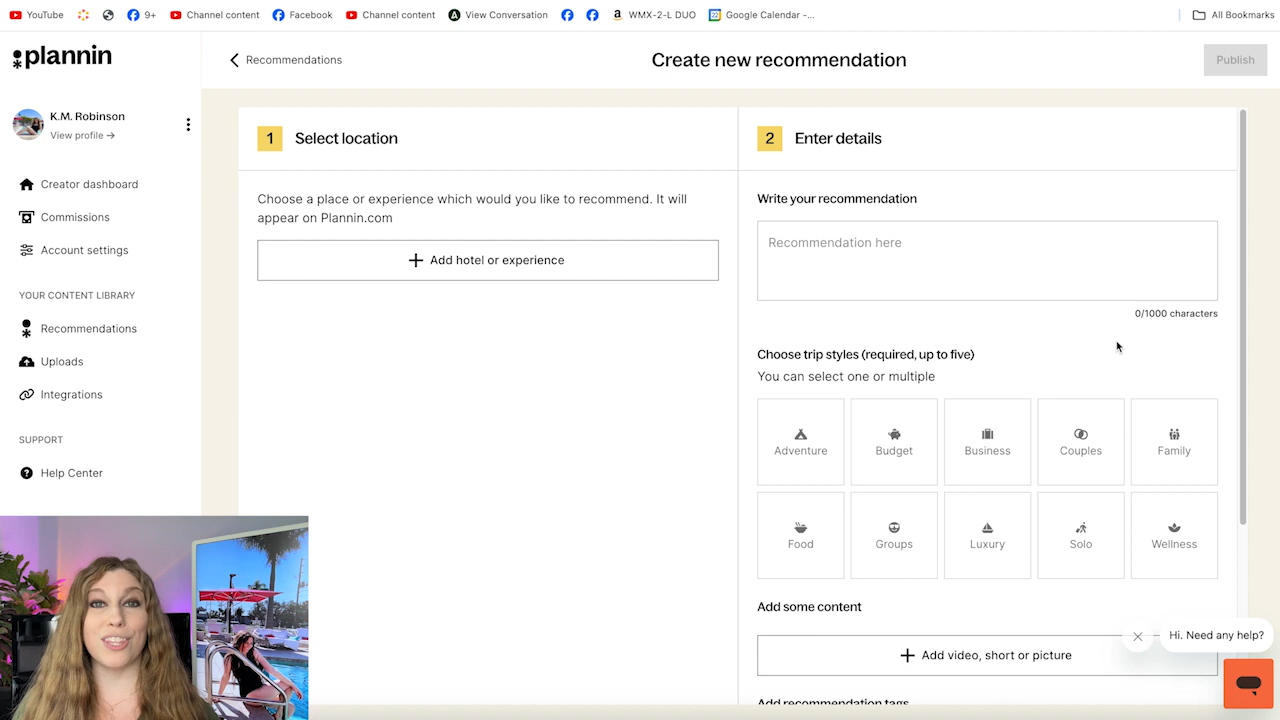 YouTube
9+
Channel content
Facebook
Channel content
View Conversation
WMX-2-L DUO
Google Calendar -...
All Bookmarks
plannin
Recommendations
Create new recommendation
Publish
K.M. Robinson
View profile →
Creator dashboard
Commissions
Account settings
YOUR CONTENT LIBRARY
Recommendations
Uploads
Integrations
SUPPORT
Help Center
1 Select location
Choose a place or experience which would you like to recommend. It will
appear on Plannin.com
+ Add hotel or experience
2 Enter details
Write your recommendation
Recommendation here
0/1000 characters
Choose trip styles (required, up to five)
You can select one or multiple
Adventure
Budget
Business
Couples
Family
Food
Groups
Luxury
Solo
Wellness
Add some content
+ Add video, short or picture
Hi. Need any help?
Add recommendation tags